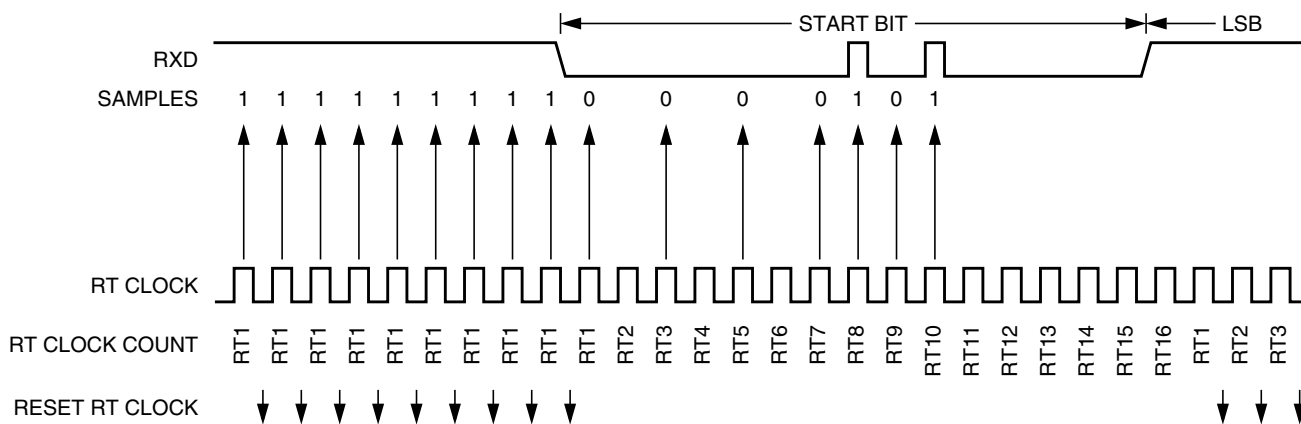 START BIT LSB
RXD
SAMPLES 1 1 1 1 1 1 1 1 1 0 0 0 0 1 0 1
RT CLOCK
RT CLOCK COUNT RT1 RT1 RT1 RT1 RT1 RT1 RT1 RT1 RT1 RT1 RT2 RT3 RT4 RT5 RT6 RT7 RT8 RT9 RT10 RT11 RT12 RT13 RT14 RT15 RT16 RT1 RT2 RT3
RESET RT CLOCK